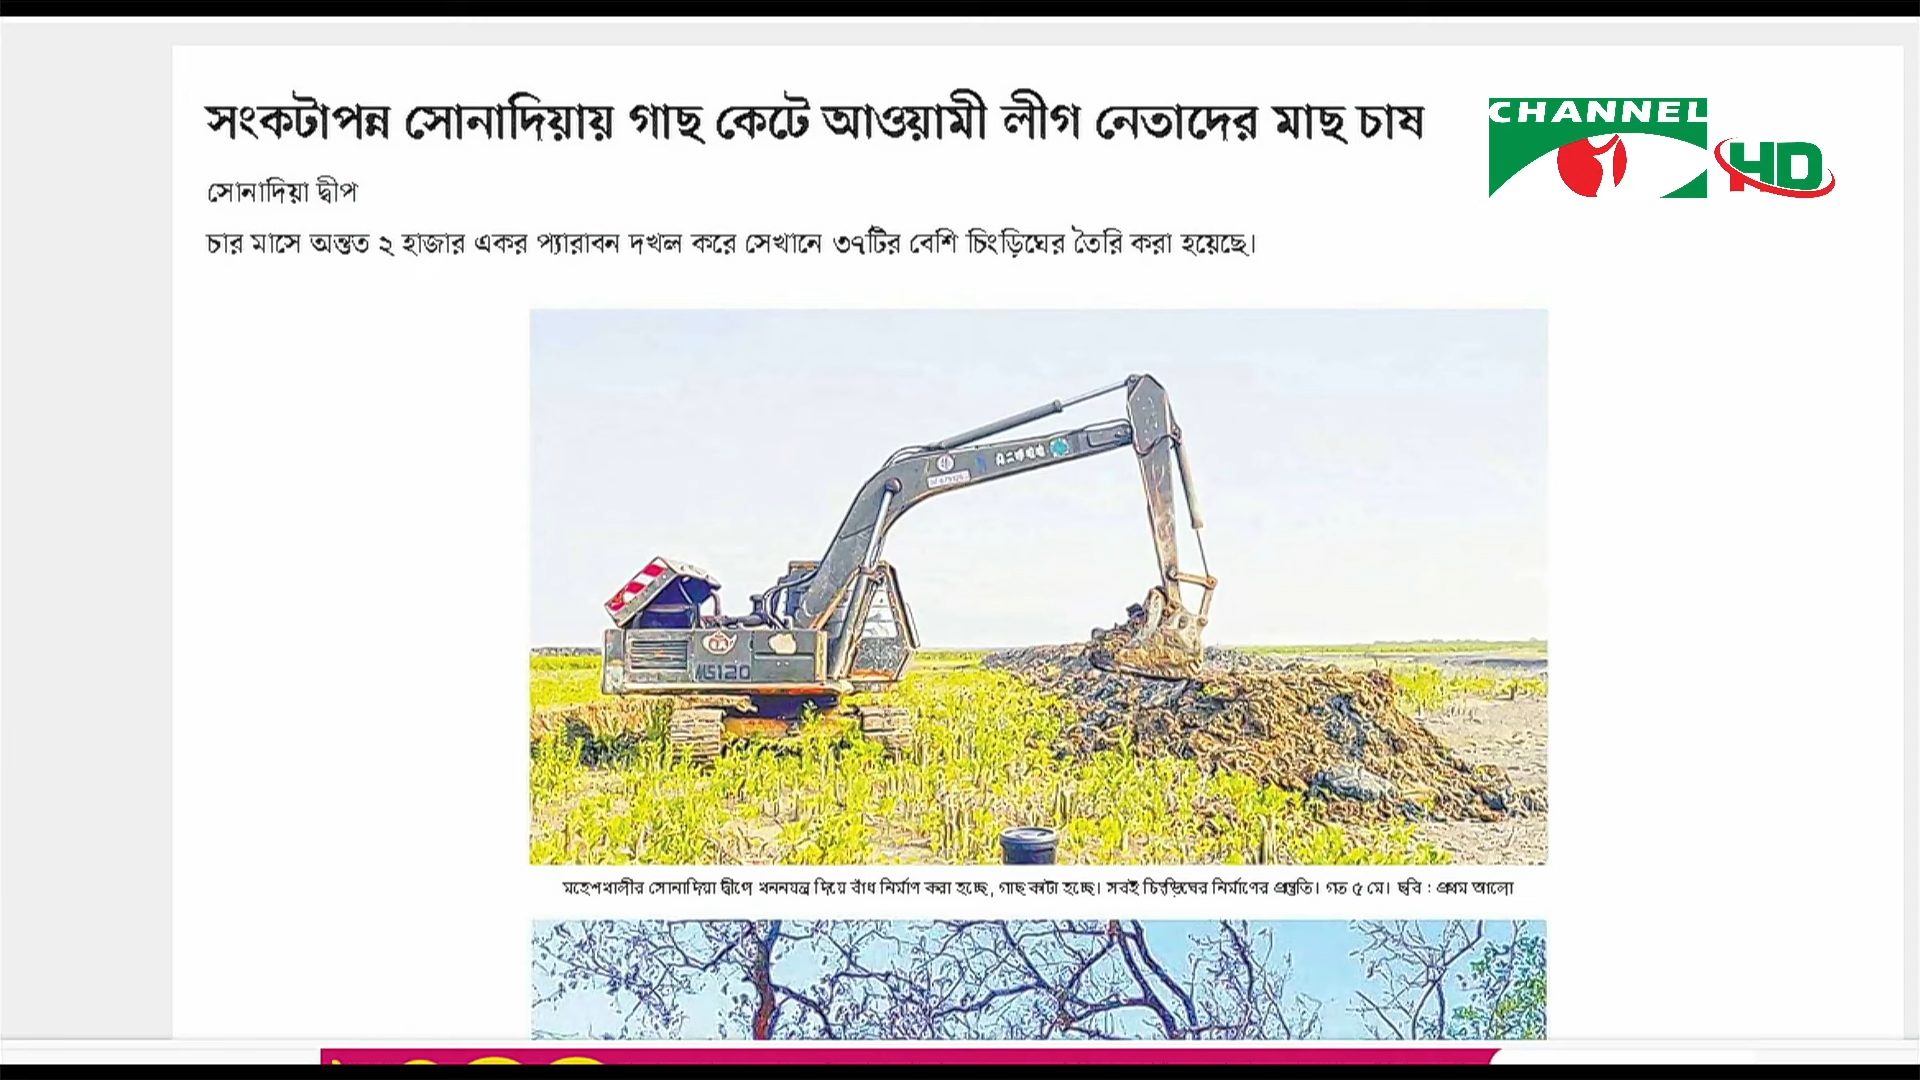 সংকটাপন্ন সোনাদিয়ায় গাছ কেটে আওয়ামী লীগ নেতাদের মাছ চাষ
CHANNEL
HD
সোনাদিয়া দ্বীপ
চার মাসে অন্তত ২ হাজার একর প্যারাবন দখল করে সেখানে ৩৭টির বেশি চিংড়িঘের তৈরি করা হয়েছে।
MG120
মহেশখালীর সোনাদিয়া দ্বীপে খননযন্ত্র দিয়ে বাঁধ নির্মাণ করা হচ্ছে, গাছ কাটা হচ্ছে। সবই চিংড়িঘের নির্মাণের প্রস্তুতি। গত ৫ মে। ছবি : প্রথম আলো